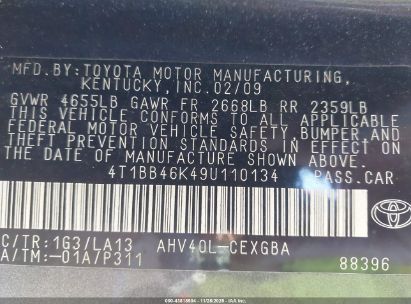 MFD.BY:TOYOTA MOTOR MANUFACTURING,
KENTUCKY,INC.02/09
GVWR 4655LB GAWR FR 2668LB RR 2359LB
THIS VEHICLE CONFORMS TO ALL APPLICABLE
FEDERAL MOTOR VEHICLE SAFETY, BUMPER,AND
THEFT PREVENTION STANDARDS IN EFFECT ON
THE DATE OF MANUFACTURE SHOWN ABOVE.
4T1BB46K49U110134 PASS.CAR
C/TR:1G3/LA13 AHV40L-CEXGBA
A/TM:-01A/P311 88396
TOYOTA